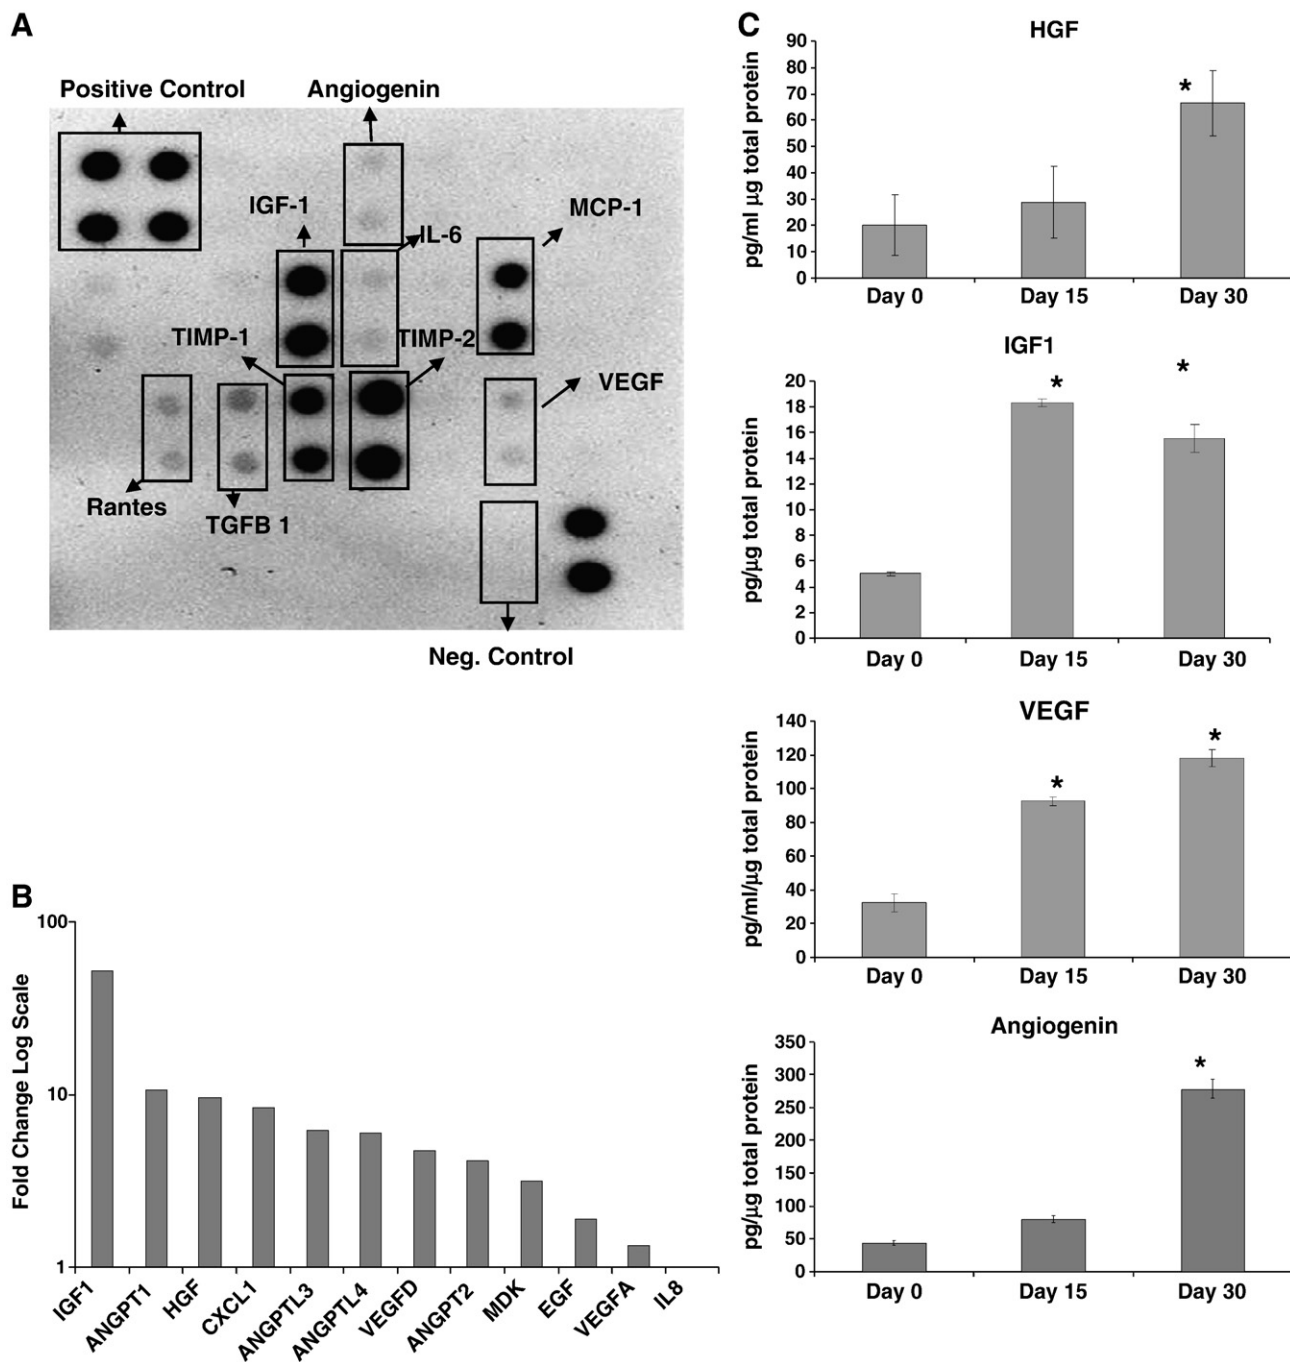 A
Positive Control
Angiogenin
IGF-1
MCP-1
IL-6
TIMP-1
TIMP-2
VEGF
Rantes
TGFB 1
Neg. Control
B
Fold Change Log Scale
100
10
1
IGF1
ANGPT1
HGF
CXCL1
ANGPTL3
ANGPTL4
VEGFD
ANGPT2
MDK
EGF
VEGFA
IL8
C
HGF
pg/ml µg total protein
90
80
70
60
50
40
30
20
10
0
*
Day 0 Day 15 Day 30
IGF1
pg/µg total protein
20
18
16
14
12
10
8
6
4
2
0
* *
Day 0 Day 15 Day 30
VEGF
pg/ml/µg total protein
140
120
100
80
60
40
20
0
* *
Day 0 Day 15 Day 30
Angiogenin
pg/µg total protein
350
300
250
200
150
100
50
0
*
Day 0 Day 15 Day 30